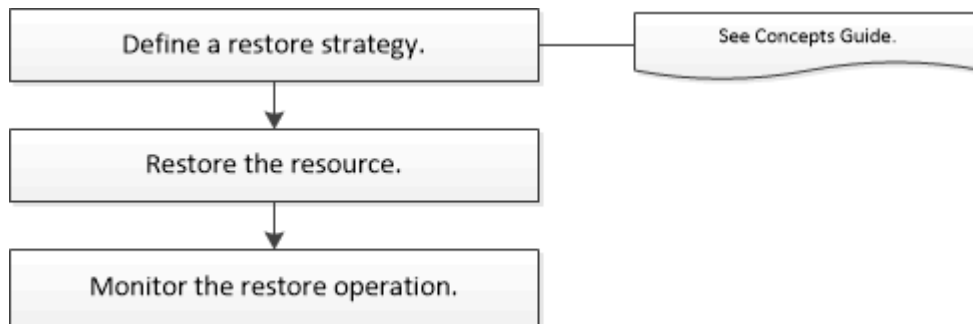 Define a restore strategy.
See Concepts Guide.
Restore the resource.
Monitor the restore operation.